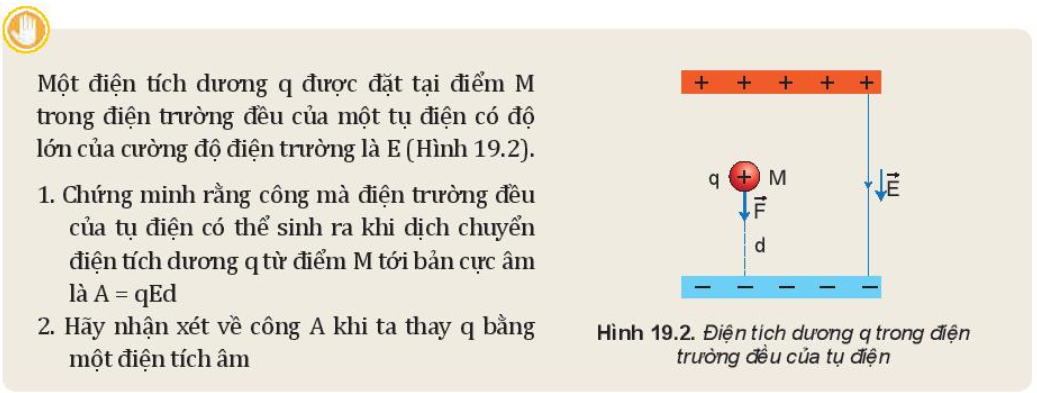 Một điện tích dương q được đặt tại điểm M
trong điện trường đều của một tụ điện có độ
lớn của cường độ điện trường là E (Hình 19.2).
1. Chứng minh rằng công mà điện trường đều
của tụ điện có thể sinh ra khi dịch chuyển
điện tích dương q từ điểm M tới bản cực âm
là A = qEd
2. Hãy nhận xét về công A khi ta thay q bằng
một điện tích âm
+ + + + +
q + M
F⃗
E⃗
d
− − − − −
Hình 19.2. Điện tích dương q trong điện
trường đều của tụ điện